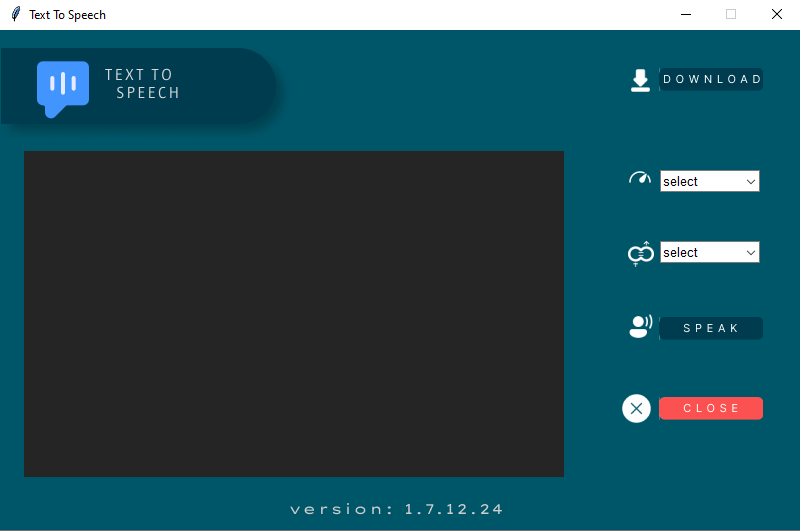 Text To Speech
TEXT TO
SPEECH
DOWNLOAD
select
select
SPEAK
CLOSE
version: 1.7.12.24